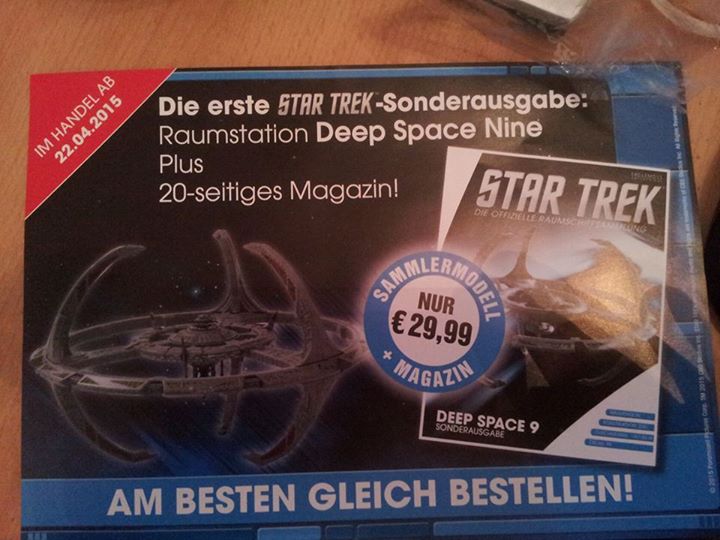 IM HANDEL AB
22.04.2015
Die erste STAR TREK™-Sonderausgabe:
Raumstation Deep Space Nine
Plus
20-seitiges Magazin!
STAR TREK
DIE OFFIZIELLE RAUMSCHIFFSAMMLUNG
SAMMLERMODELL
NUR
€ 29,99
+ MAGAZIN
DEEP SPACE 9
SONDERAUSGABE
AM BESTEN GLEICH BESTELLEN!